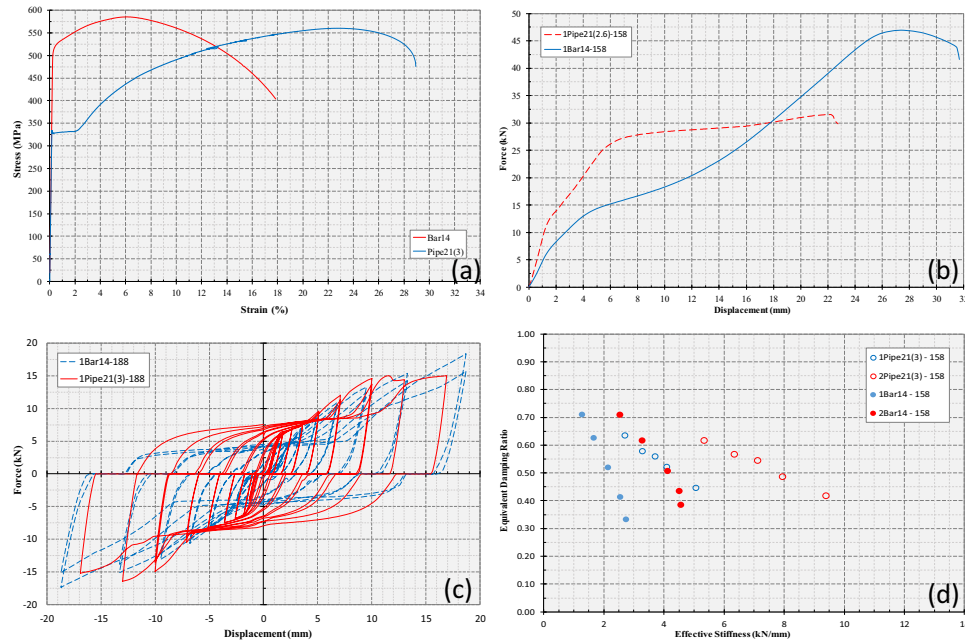 600
550
500
450
400
350
300
250
200
150
100
50
0
Stress (MPa)
0 2 4 6 8 10 12 14 16 18 20 22 24 26 28 30 32 34
Strain (%)
Bar14
Pipe21(3)
(a)
50
45
40
35
30
25
20
15
10
5
0
Force (kN)
1Pipe21(2.6)-158
1Bar14-158
0 2 4 6 8 10 12 14 16 18 20 22 24 26 28 30 32
Displacement (mm)
(b)
20
15
10
5
0
-5
-10
-15
-20
Force (kN)
1Bar14-188
1Pipe21(3)-188
-20 -15 -10 -5 0 5 10 15 20
Displacement (mm)
(c)
1.00
0.90
0.80
0.70
0.60
0.50
0.40
0.30
0.20
0.10
0.00
Equivalent Damping Ratio
1Pipe21(3) - 158
2Pipe21(3) - 158
1Bar14 - 158
2Bar14 - 158
0 2 4 6 8 10 12 14
Effective Stiffness (kN/mm)
(d)